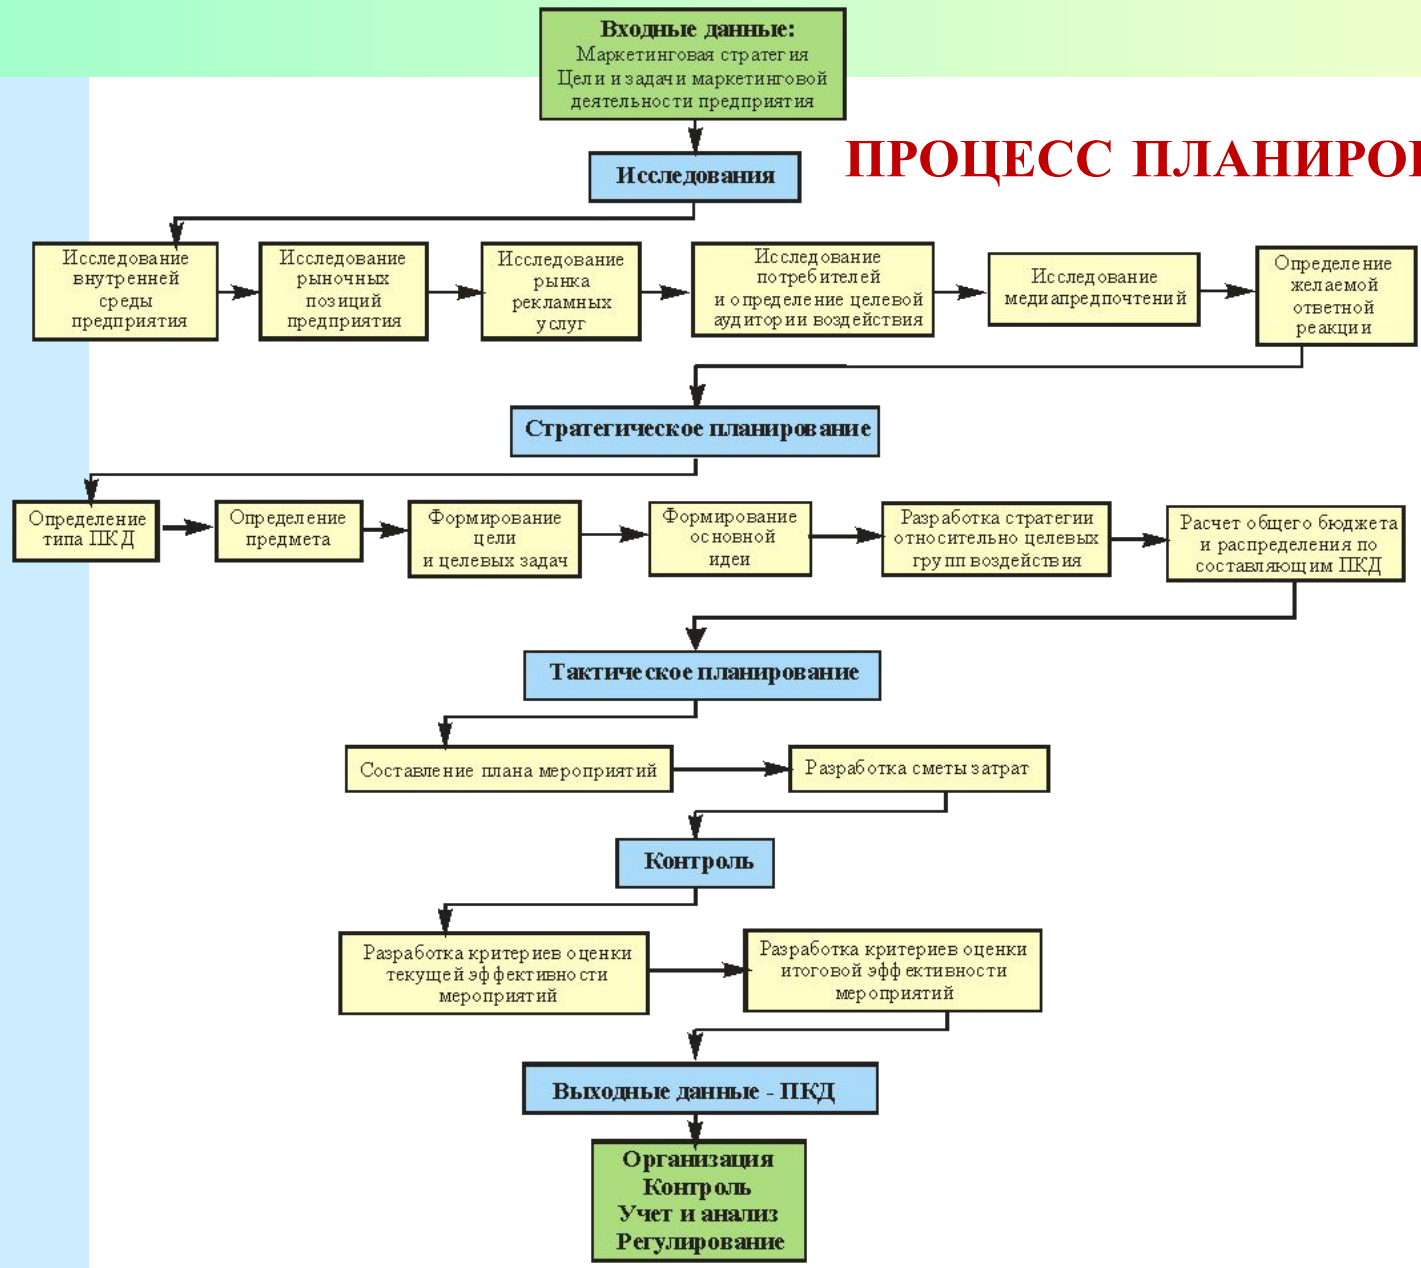 Входные данные:
Маркетинговая стратегия
Цели и задачи маркетинговой
деятельности предприятия
ПРОЦЕСС
Исследования
Исследование
внутренней
среды
предприятия
Исследование
рыночных
позиций
предприятия
Исследование
рынка
рекламных
услуг
Исследование
потребителей
и определение целевой
аудитории воздействия
Исследование
медиапредпочтений
Определение
желаемой
ответной
реакции
Стратегическое планирование
Определение
типа ПКД
Определение
предмета
Формирование
цели
и целевых задач
Формирование
основной
идеи
Разработка стратегии
относительно целевых
групп воздействия
Расчет общего бюджета
и распределения по
составляющим ПКД
Тактическое планирование
Составление плана мероприятий
Разработка сметы затрат
Контроль
Разработка критериев оценки
текущей эффективности
мероприятий
Разработка критериев оценки
итоговой эффективности
мероприятий
Выходные данные - ПКД
Организация
Контроль
Учет и анализ
Регулирование